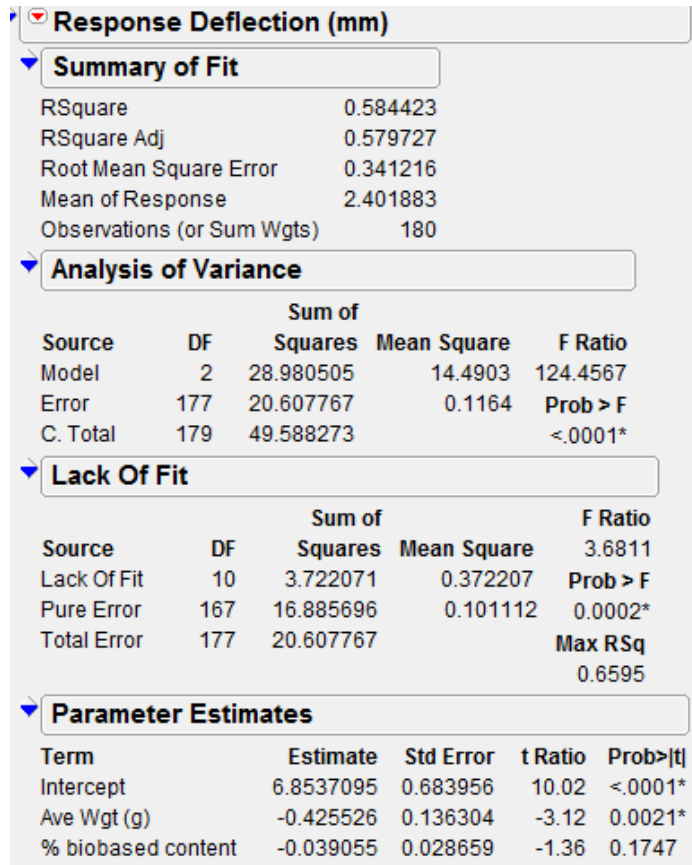 Response Deflection (mm)
Summary of Fit
RSquare 0.584423
RSquare Adj 0.579727
Root Mean Square Error 0.341216
Mean of Response 2.401883
Observations (or Sum Wgts) 180
Analysis of Variance
Sum of
Source DF Squares Mean Square F Ratio
Model 2 28.980505 14.4903 124.4567
Error 177 20.607767 0.1164 Prob > F
C. Total 179 49.588273 <.0001*
Lack Of Fit
Sum of F Ratio
Source DF Squares Mean Square 3.6811
Lack Of Fit 10 3.722071 0.372207 Prob > F
Pure Error 167 16.885696 0.101112 0.0002*
Total Error 177 20.607767 Max RSq
0.6595
Parameter Estimates
Term Estimate Std Error t Ratio Prob>|t|
Intercept 6.8537095 0.683956 10.02 <.0001*
Ave Wgt (g) -0.425526 0.136304 -3.12 0.0021*
% biobased content -0.039055 0.028659 -1.36 0.1747